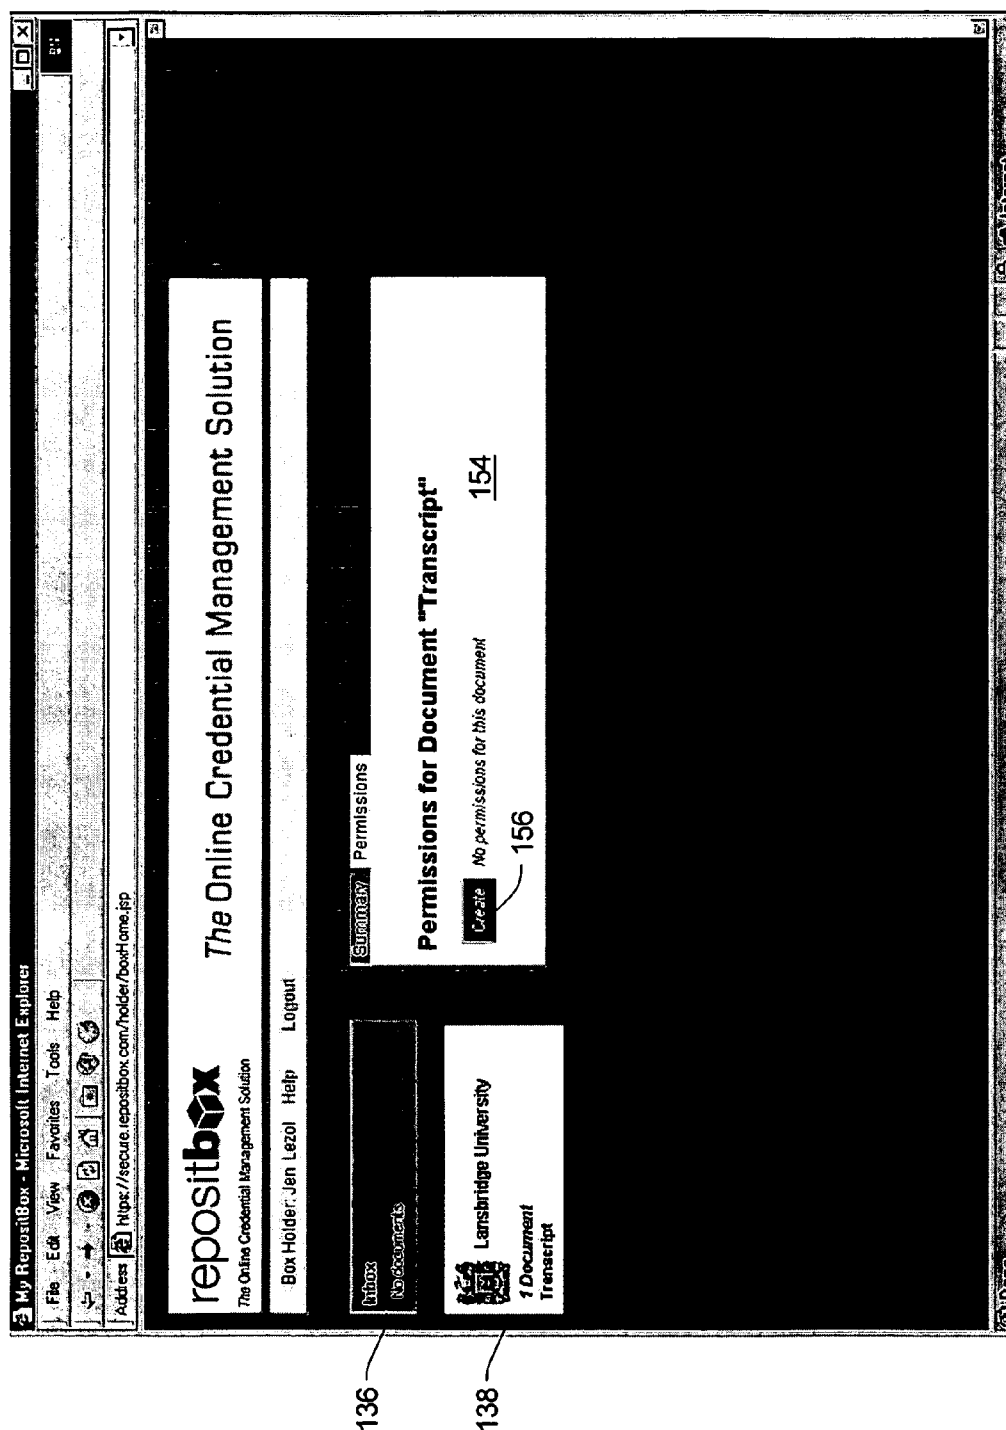 My RepositBox - Microsoft Internet Explorer
File Edit View Favorites Tools Help
Address https://secure.repositbox.com/holder/boxHome.jsp
repositbox
The Online Credential Management Solution
The Online Credential Management Solution
Box Holder: Jen Lezol Help Logout
136
Inbox
No documents
138
Lansbridge University
1 Document
Transcript
Summary Permissions
Permissions for Document "Transcript"
Create No permissions for this document
154
156